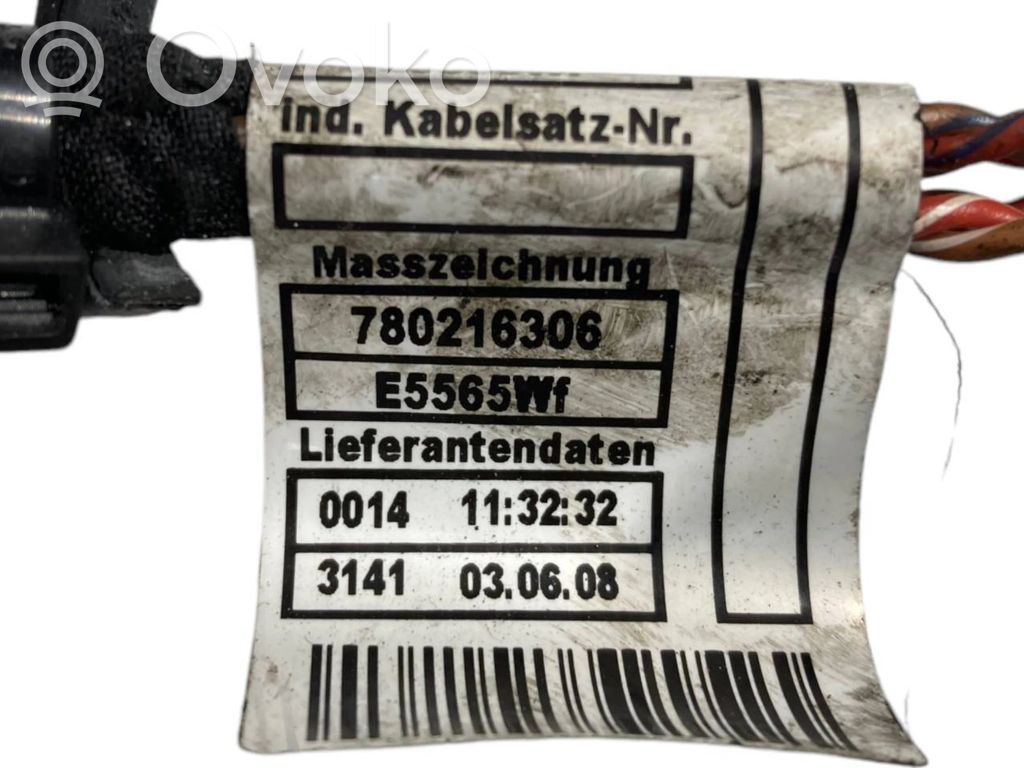 Ovoko
ind. Kabelsatz-Nr.
Masszeichnung
780216306
E5565Wf
Lieferantendaten
0014 11:32:32
3141 03.06.08